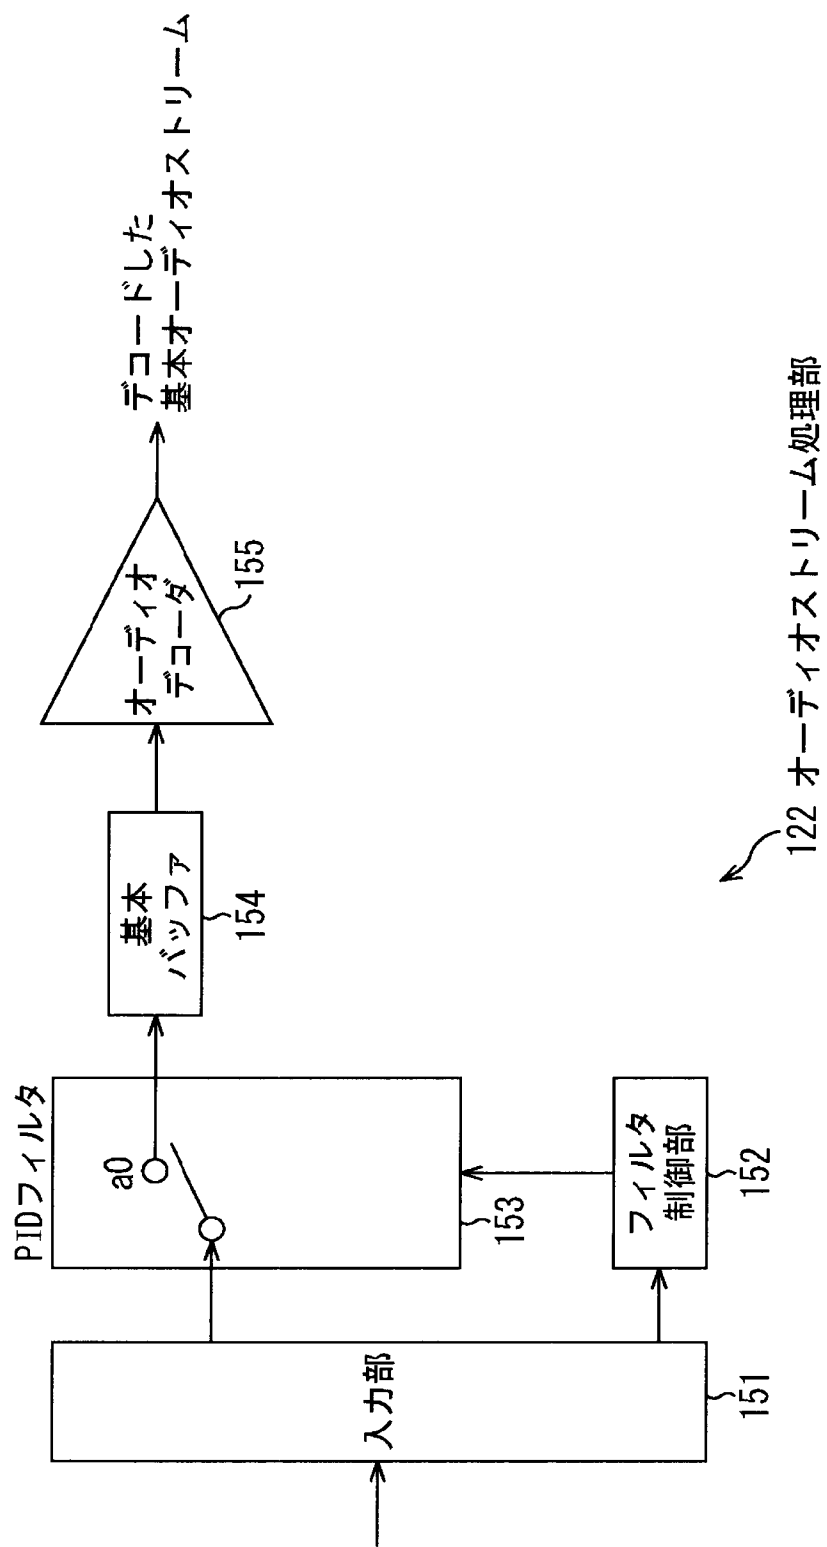 PIDフィルタ
入力部
151
a0
153
フィルタ
制御部
152
基本
バッファ
154
オーディオ
デコーダ
155
デコードした
基本オーディオストリーム
122 オーディオストリーム処理部